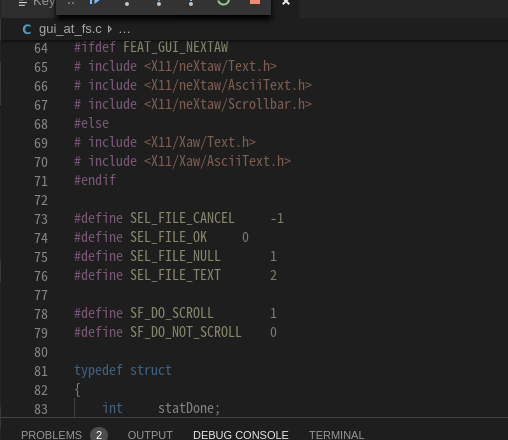 Key
gui_at_fs.c > ...
64 #ifdef FEAT_GUI_NEXTAW
65 # include <X11/neXtaw/Text.h>
66 # include <X11/neXtaw/AsciiText.h>
67 # include <X11/neXtaw/Scrollbar.h>
68 #else
69 # include <X11/Xaw/Text.h>
70 # include <X11/Xaw/AsciiText.h>
71 #endif
72
73 #define SEL_FILE_CANCEL -1
74 #define SEL_FILE_OK 0
75 #define SEL_FILE_NULL 1
76 #define SEL_FILE_TEXT 2
77
78 #define SF_DO_SCROLL 1
79 #define SF_DO_NOT_SCROLL 0
80
81 typedef struct
82 {
83 int statDone;
PROBLEMS 2 OUTPUT DEBUG CONSOLE TERMINAL